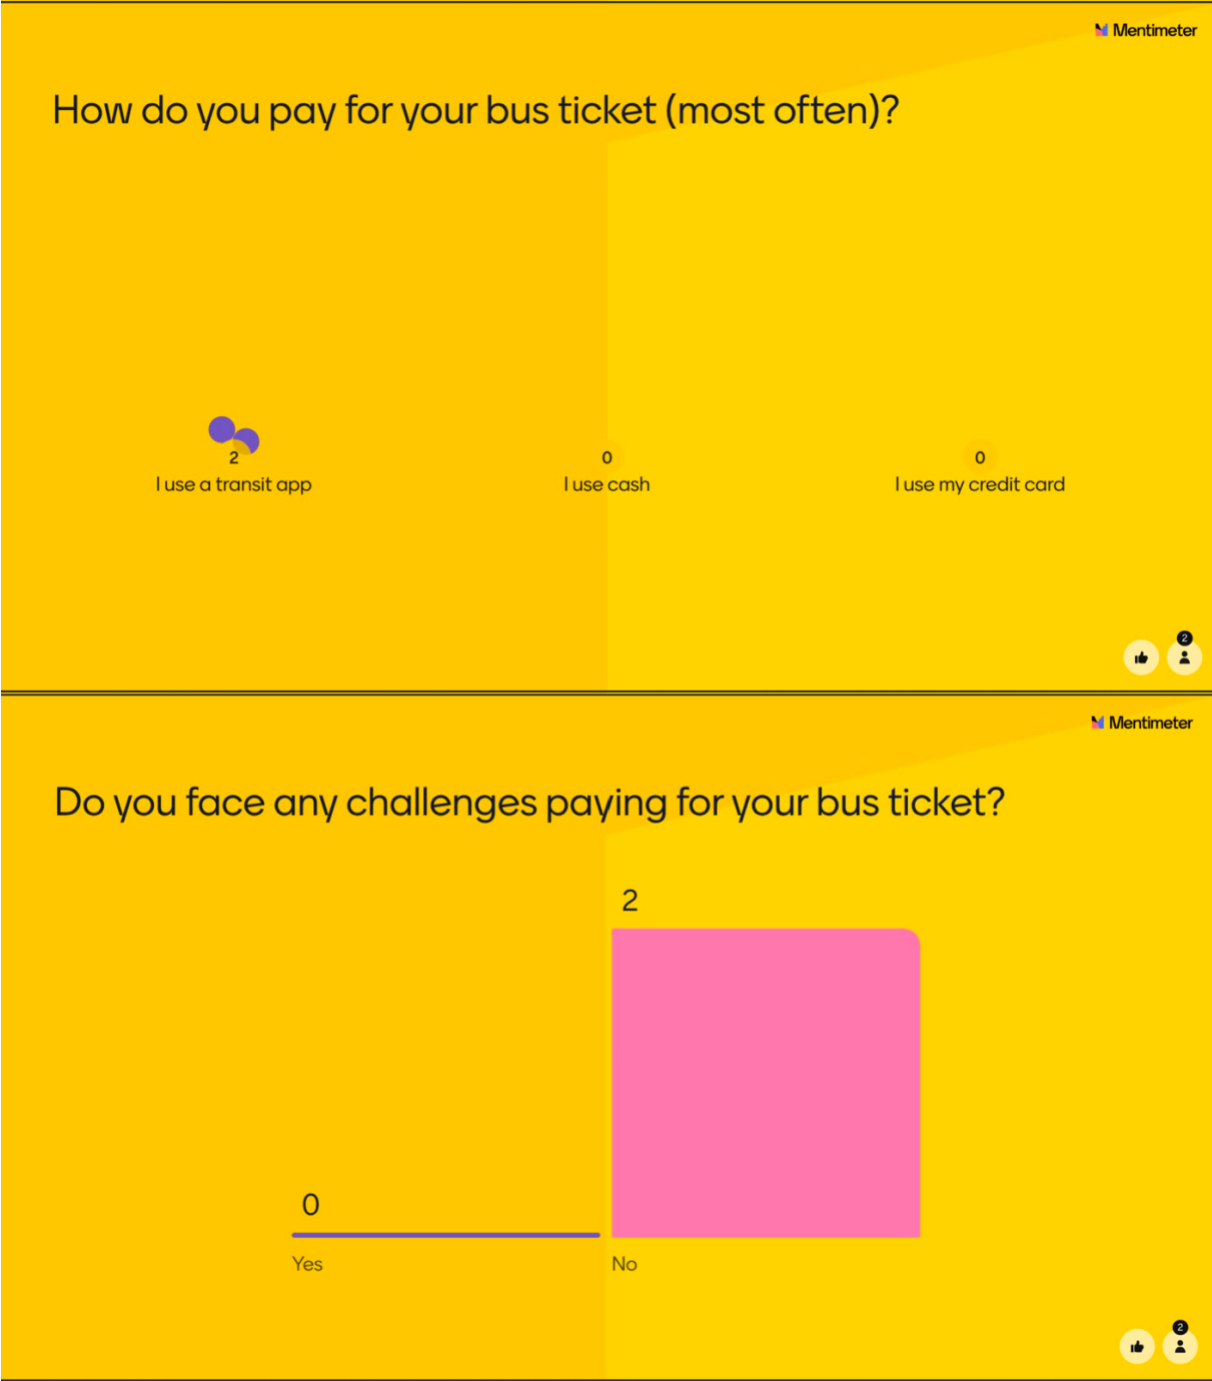 Mentimeter
How do you pay for your bus ticket (most often)?
2
I use a transit app
0
I use cash
0
I use my credit card
2
Mentimeter
Do you face any challenges paying for your bus ticket?
2
0
Yes
No
2